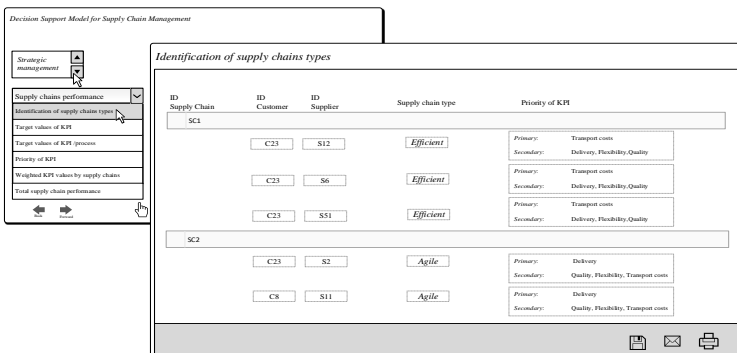 Decision Support Model for Supply Chain Management
Strategic
management
Supply chains performance
Identification of supply chains types
Target values of KPI
Target values of KPI /process
Priority of KPI
Weighted KPI values by supply chains
Total supply chain performance
Back Forward
Identification of supply chains types
ID ID ID
Supply Chain Customer Supplier Supply chain type Priority of KPI
SC1
C23 S12 Efficient Primary: Transport costs
Secondary: Delivery, Flexibility,Quality
C23 S6 Efficient Primary: Transport costs
Secondary: Delivery, Flexibility,Quality
C23 S51 Efficient Primary: Transport costs
Secondary: Delivery, Flexibility,Quality
SC2
C23 S2 Agile Primary: Delivery
Secondary: Quality, Flexibility, Transport costs
C8 S11 Agile Primary: Delivery
Secondary: Quality, Flexibility, Transport costs